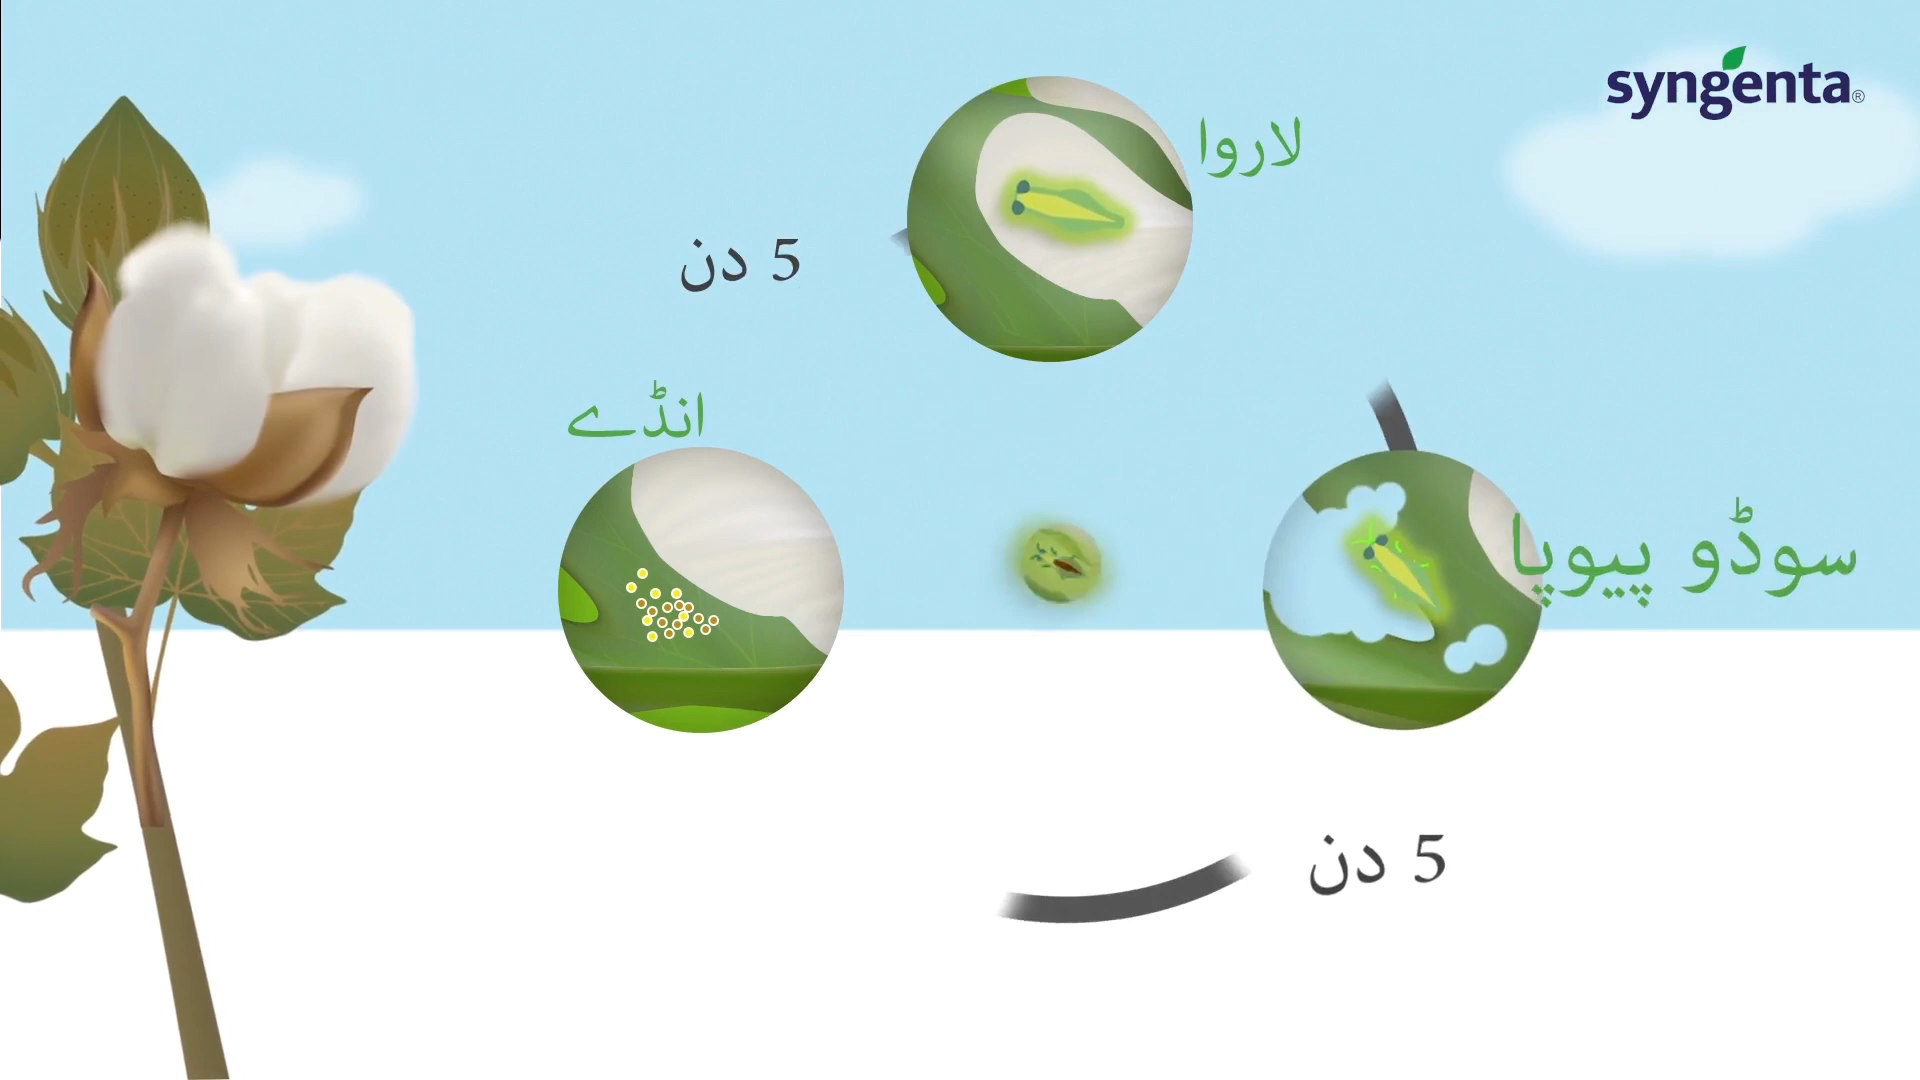 syngenta®
لاروا
5 دن
انڈے
سوڈو پیوپا
5 دن